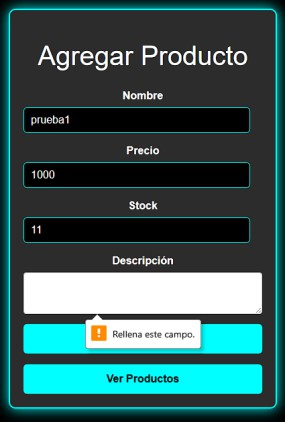 Agregar Producto
Nombre
prueba1
Precio
1000
Stock
11
Descripción
Rellena este campo.
Ver Productos